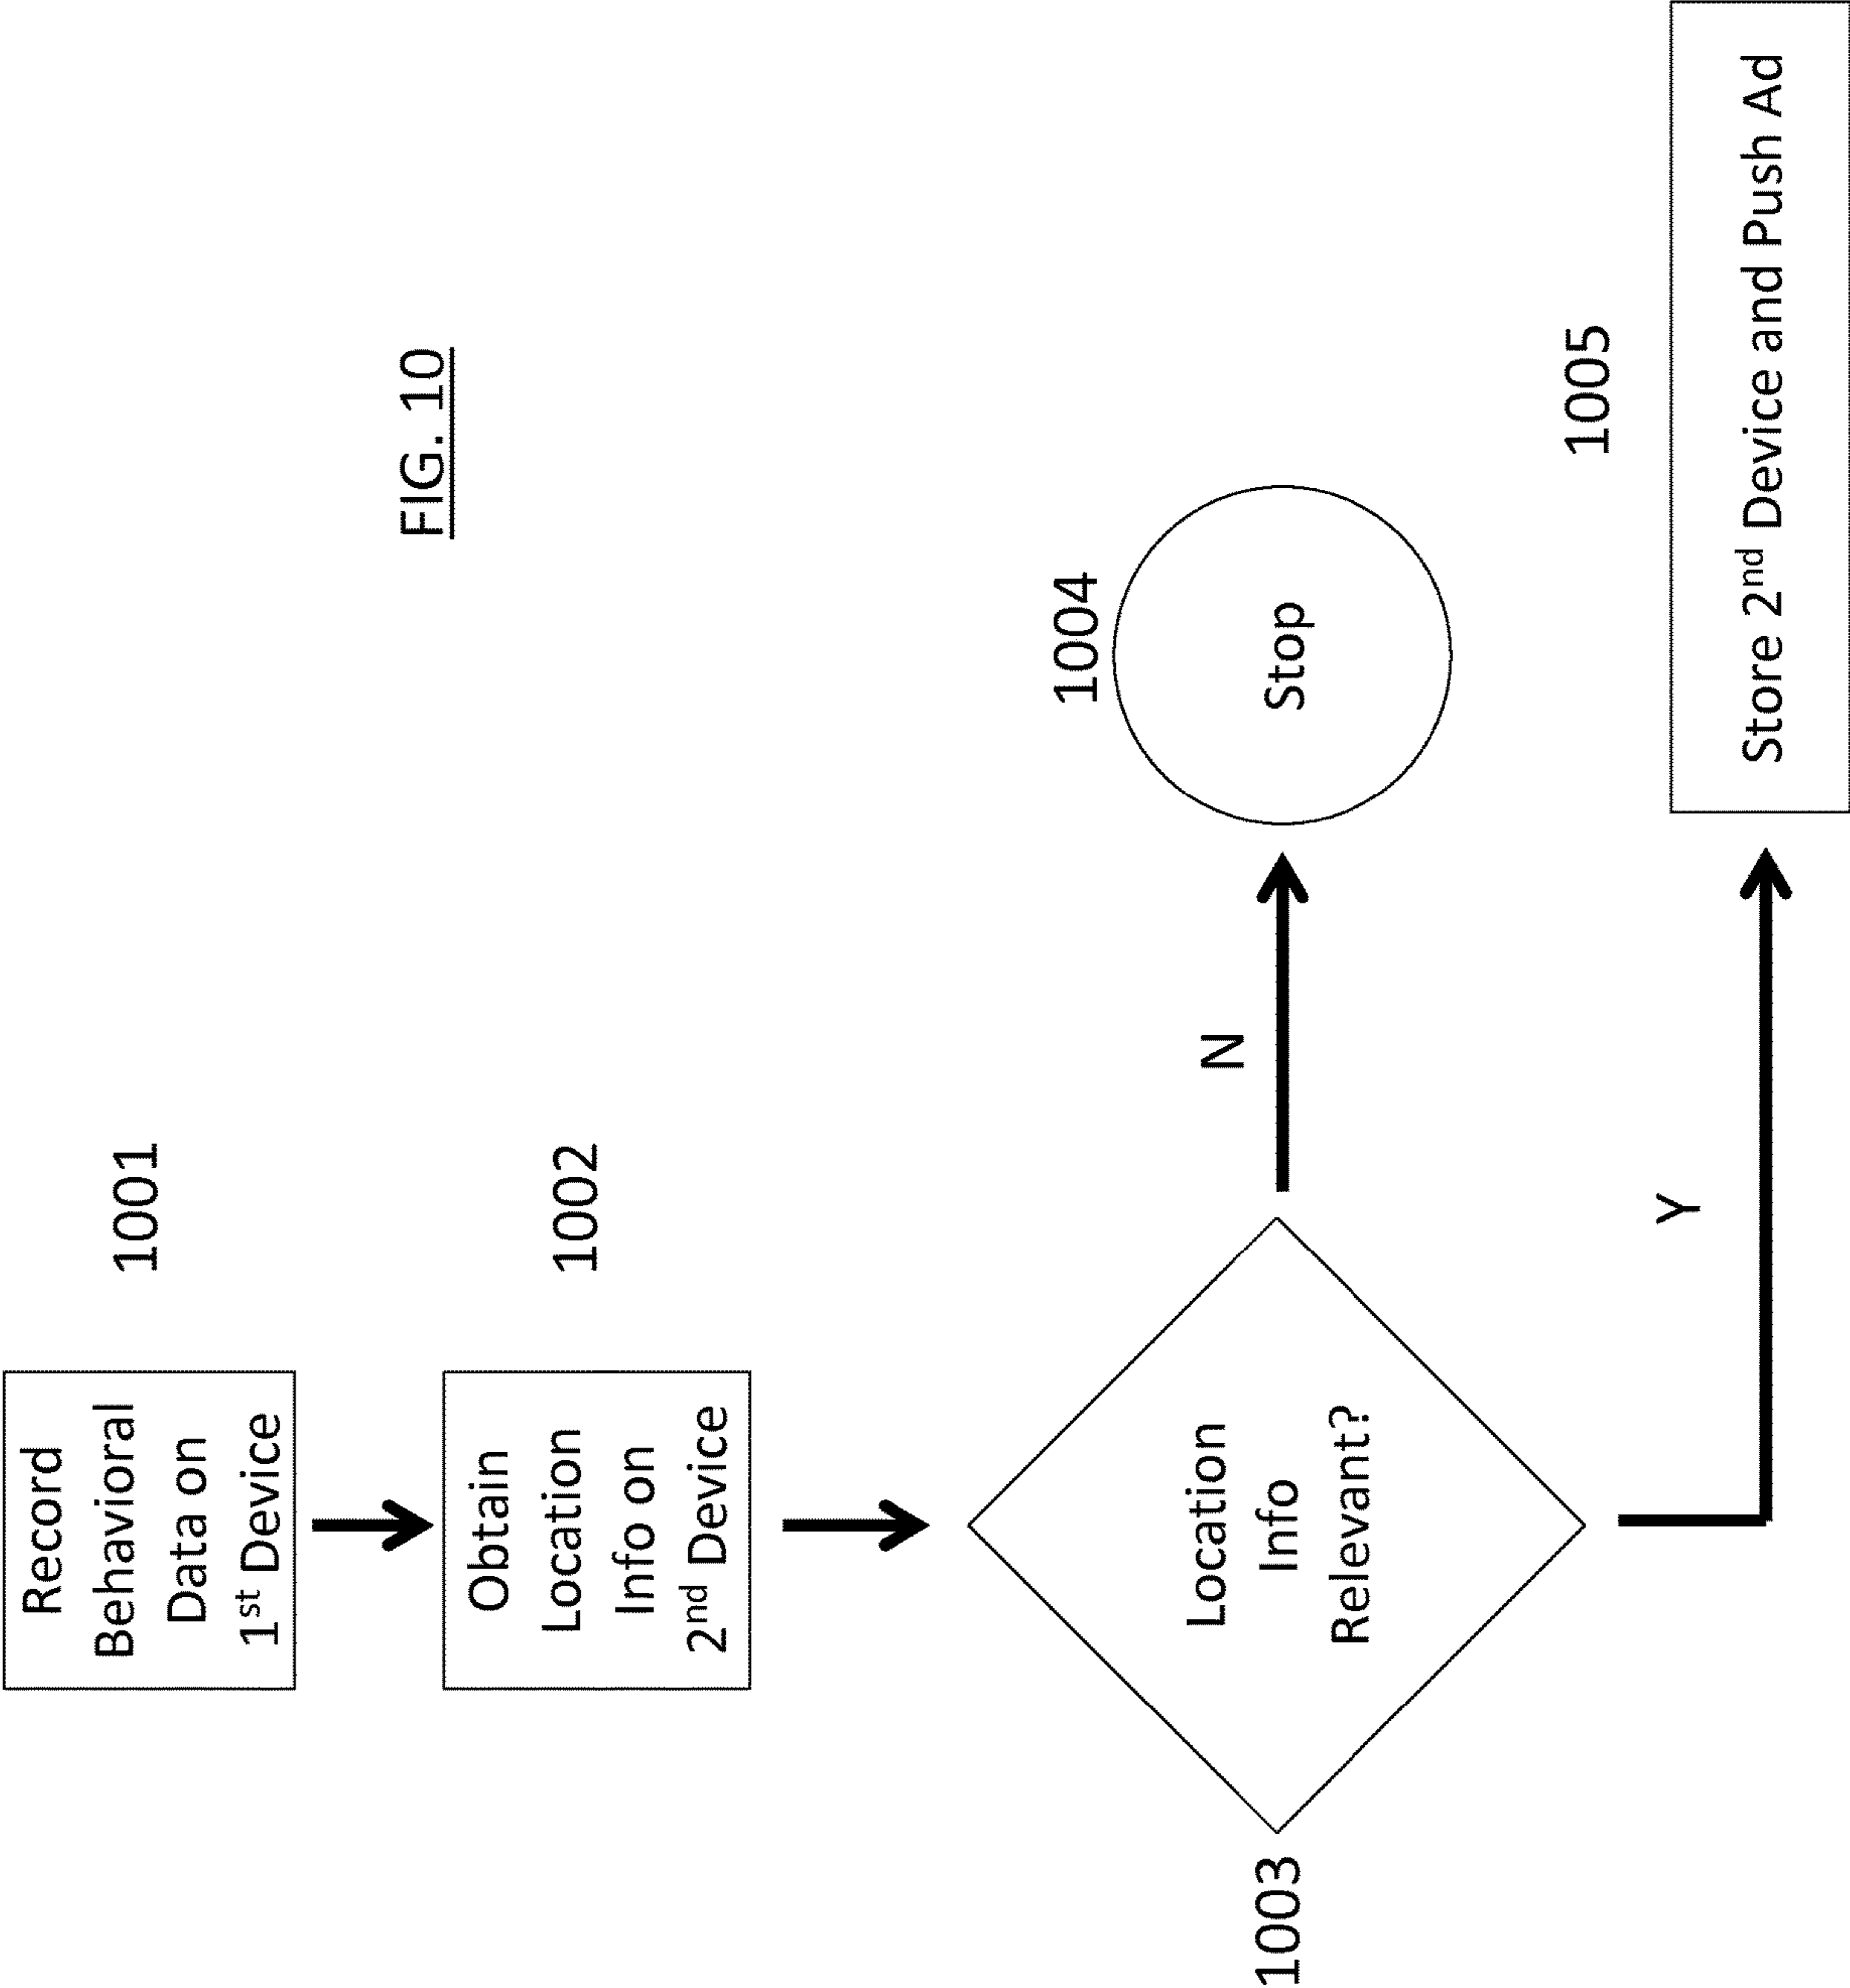 FIG. 10
1001
Record
Behavioral
Data on
1st Device
1002
Obtain
Location
Info on
2nd Device
1003
Location
Info
Relevant?
N
1004
Stop
Y
1005
Store 2nd Device and Push Ad